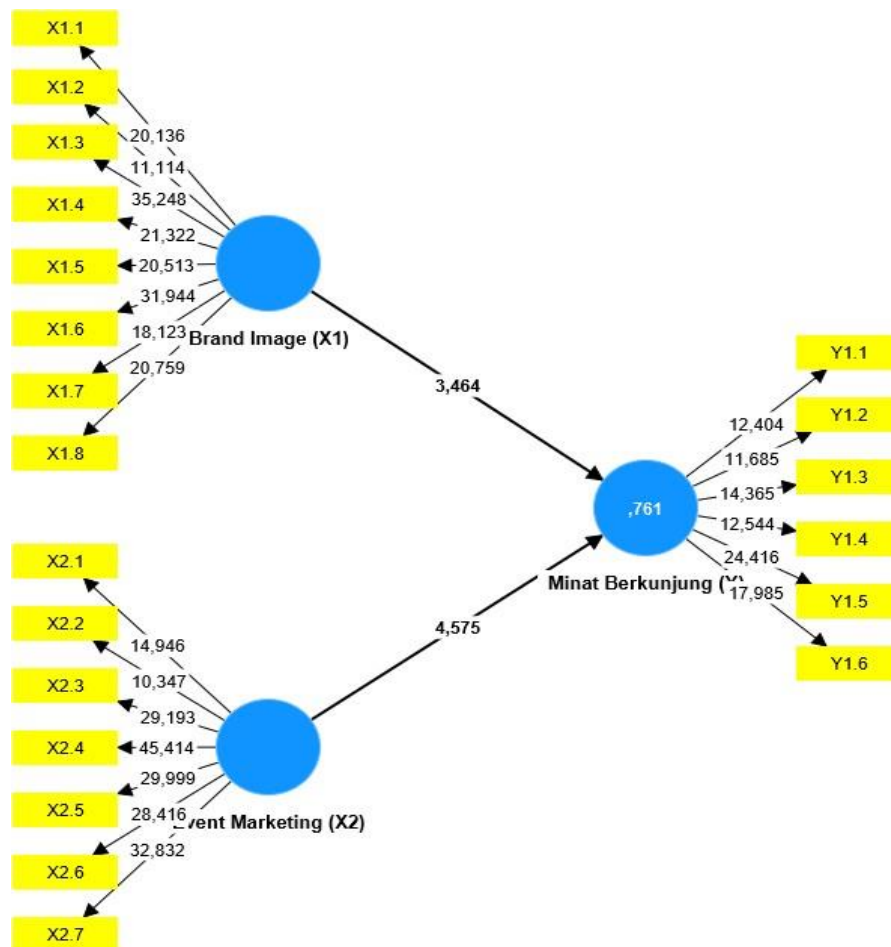 X1.1
X1.2
X1.3
X1.4
X1.5
X1.6
X1.7
X1.8
20,136
11,114
35,248
21,322
20,513
31,944
18,123
20,759
Brand Image (X1)
3,464
X2.1
X2.2
X2.3
X2.4
X2.5
X2.6
X2.7
14,946
10,347
29,193
45,414
29,999
28,416
32,832
Event Marketing (X2)
4,575
,761
Minat Berkunjung (Y)
12,404
11,685
14,365
12,544
24,416
17,985
Y1.1
Y1.2
Y1.3
Y1.4
Y1.5
Y1.6